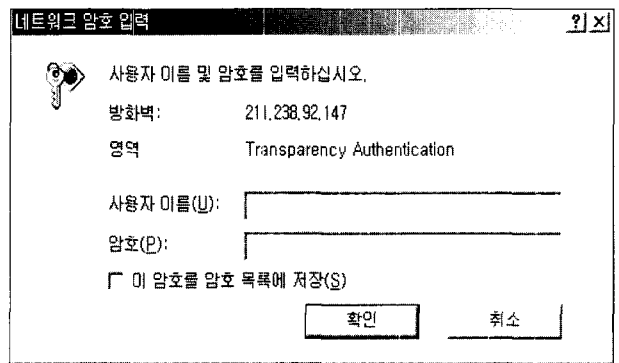 네트워크 암호 입력
사용자 이름 및 암호를 입력하십시오.
방화벽: 211.238.92.147
영역 Transparency Authentication
사용자 이름(U):
암호(P):
이 암호를 암호 목록에 저장(S)
확인 취소